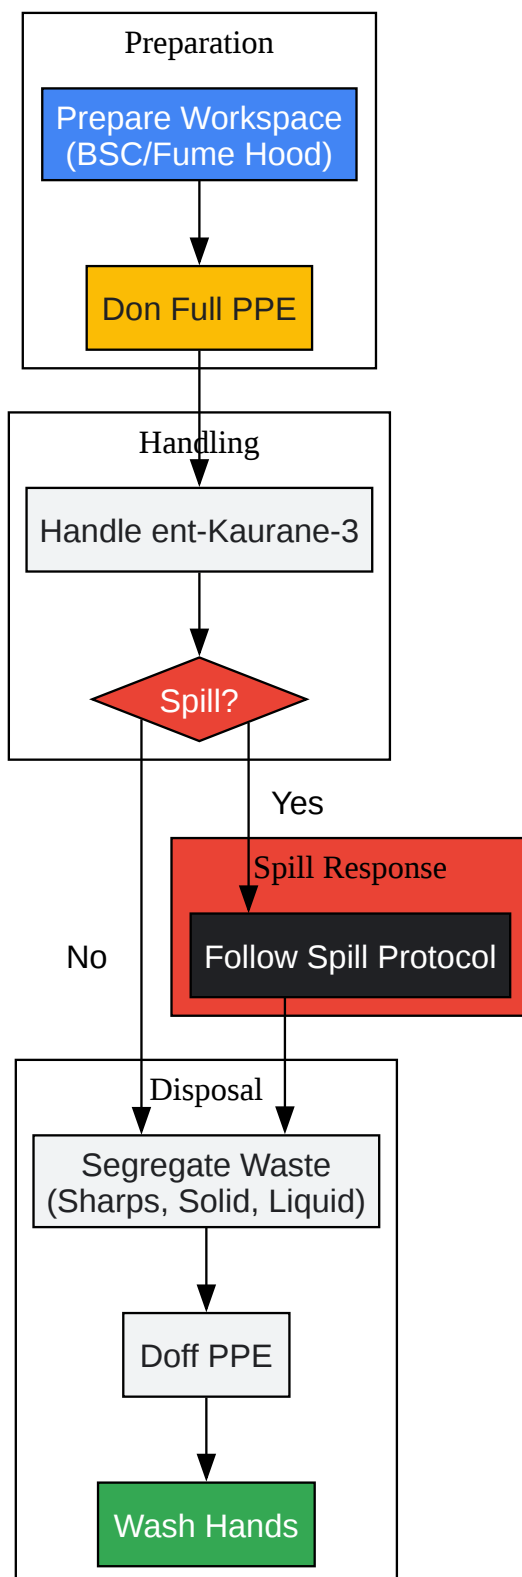 Preparation
Prepare Workspace
(BSC/Fume Hood)
Don Full PPE
Handling
Handle ent-Kaurane-3
Spill?
Yes
Spill Response
No
Follow Spill Protocol
Disposal
Segregate Waste
(Sharps, Solid, Liquid)
Doff PPE
Wash Hands